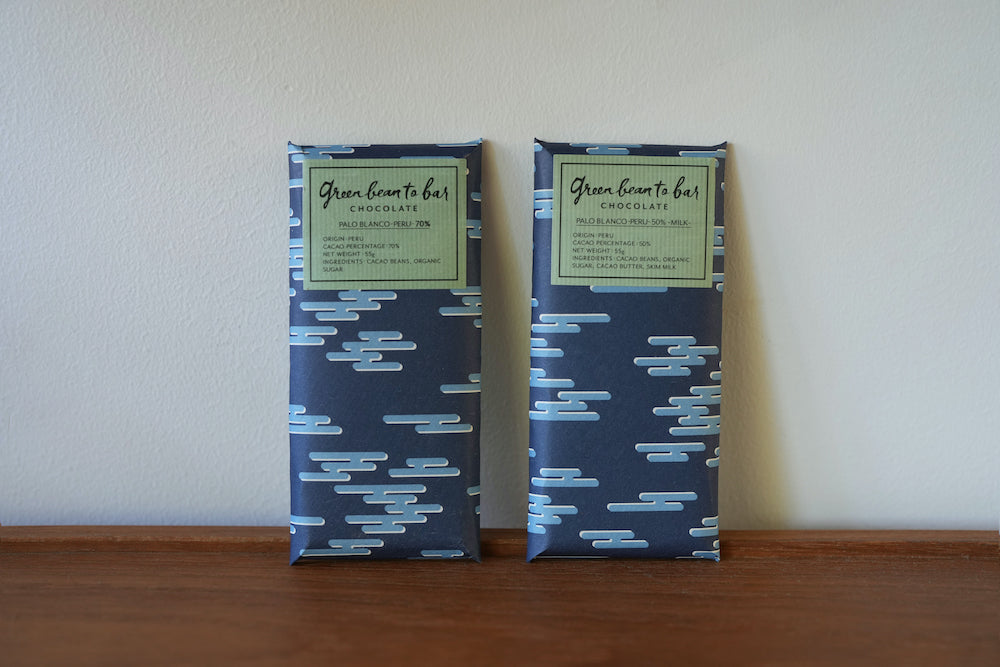 green bean to bar
CHOCOLATE
PALO BLANCO-PERU-70%
ORIGIN:PERU
CACAO PERCENTAGE:70%
NET WEIGHT:55g
INGREDIENTS:CACAO BEANS, ORGANIC
SUGAR
green bean to bar
CHOCOLATE
PALO BLANCO-PERU-50%-MILK-
ORIGIN:PERU
CACAO PERCENTAGE:50%
NET WEIGHT:55g
INGREDIENTS:CACAO BEANS, ORGANIC
SUGAR, CACAO BUTTER, SKIM MILK